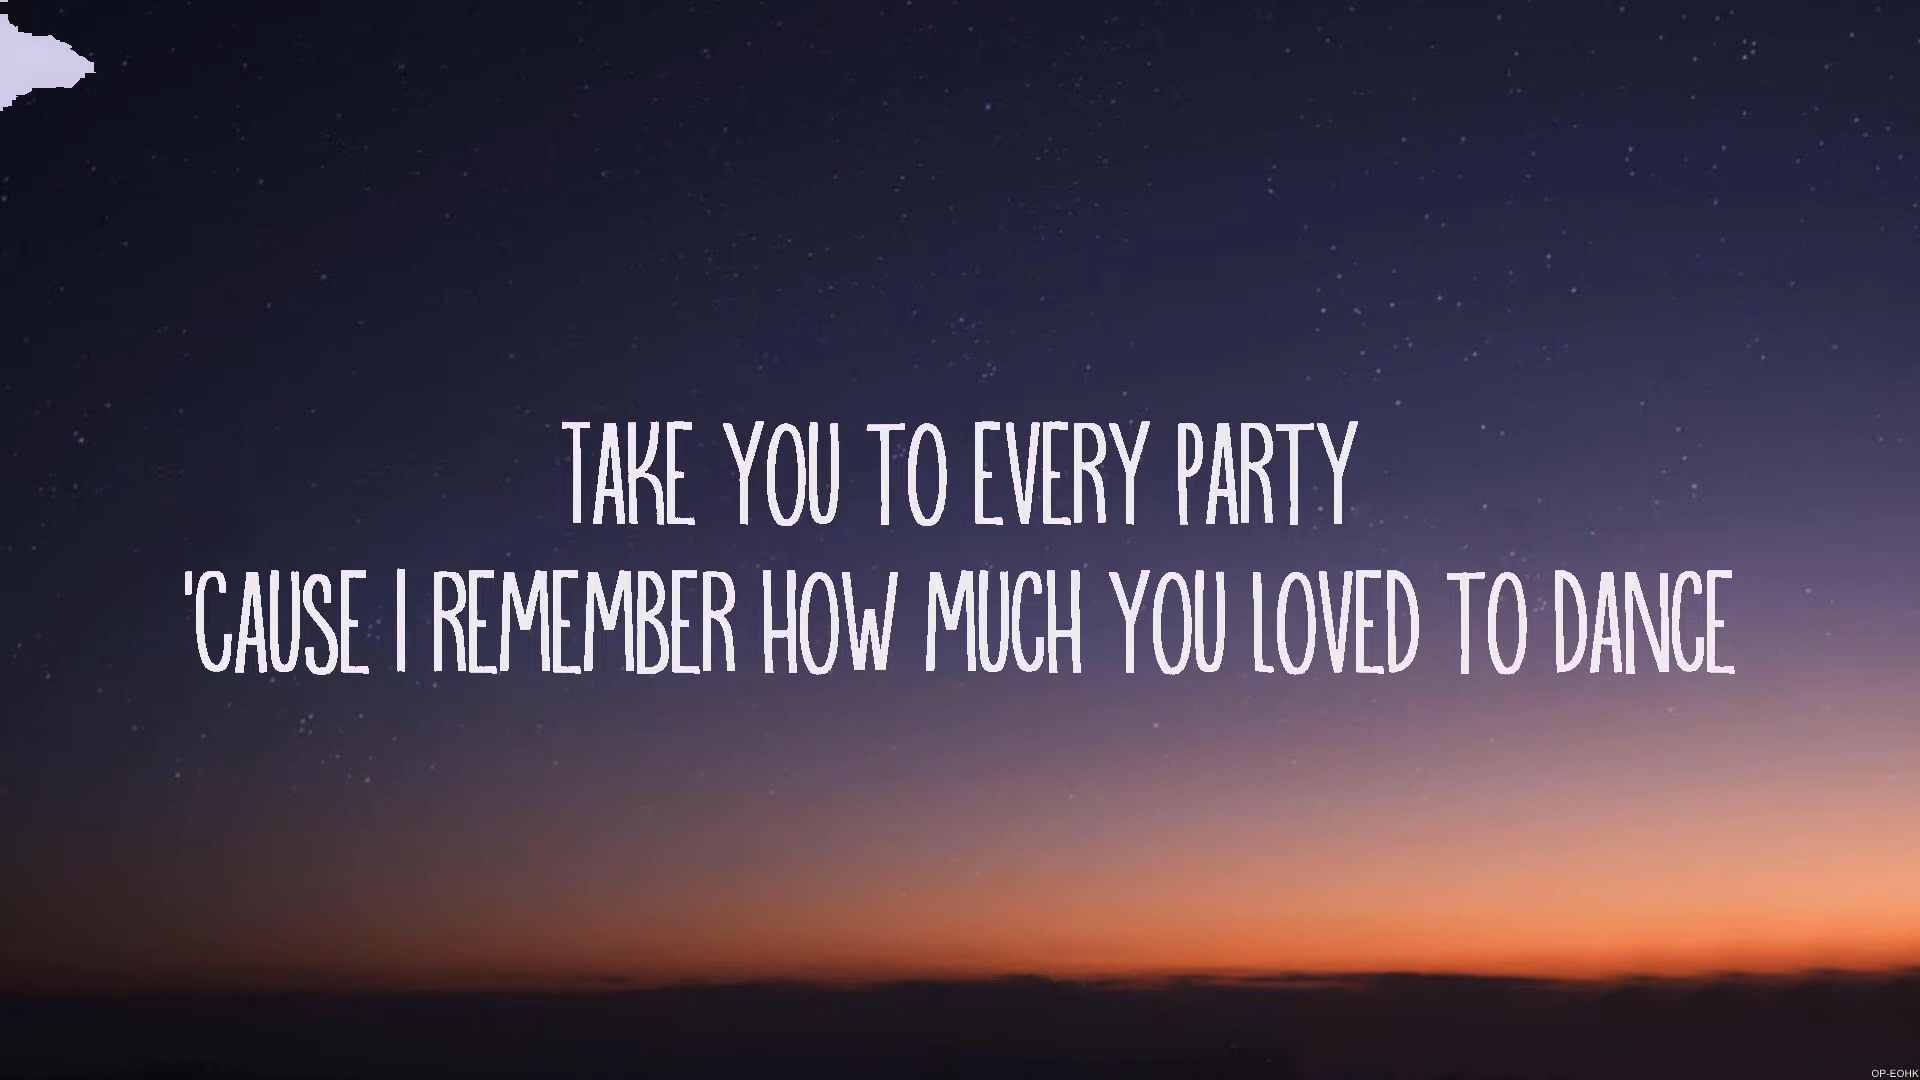 TAKE YOU TO EVERY PARTY
'CAUSE I REMEMBER HOW MUCH YOU LOVED TO DANCE
OP-EOHK